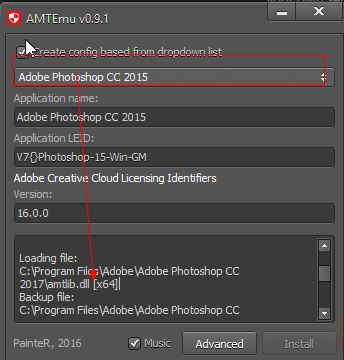 AMTEmu v0.9.1
Create config based from dropdown list
Adobe Photoshop CC 2015
Application name:
Adobe Photoshop CC 2015
Application LEID:
V7{}Photoshop-15-Win-GM
Adobe Creative Cloud Licensing Identifiers
Version:
16.0.0
Loading file:
C:\Program Files\Adobe\Adobe Photoshop CC
2017\amtlib.dll [x64]
Backup file:
C:\Program Files\Adobe\Adobe Photoshop CC
PainteR, 2016
Music
Advanced
Install